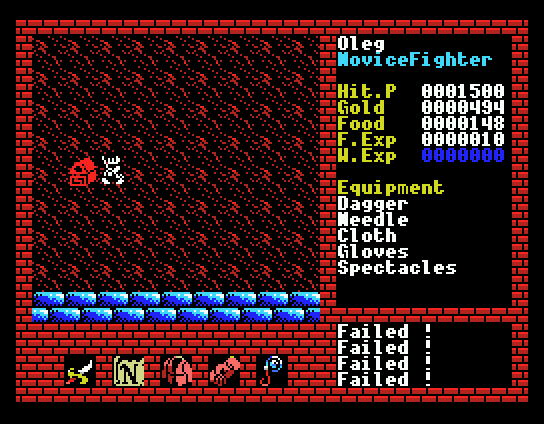 Oleg
NoviceFighter
Hit.P 0001500
Gold 0000494
Food 0000148
F.Exp 0000010
W.Exp 0000000
Equipment
Dagger
Needle
Cloth
Gloves
Spectacles
Failed !
Failed !
Failed !
Failed !
N